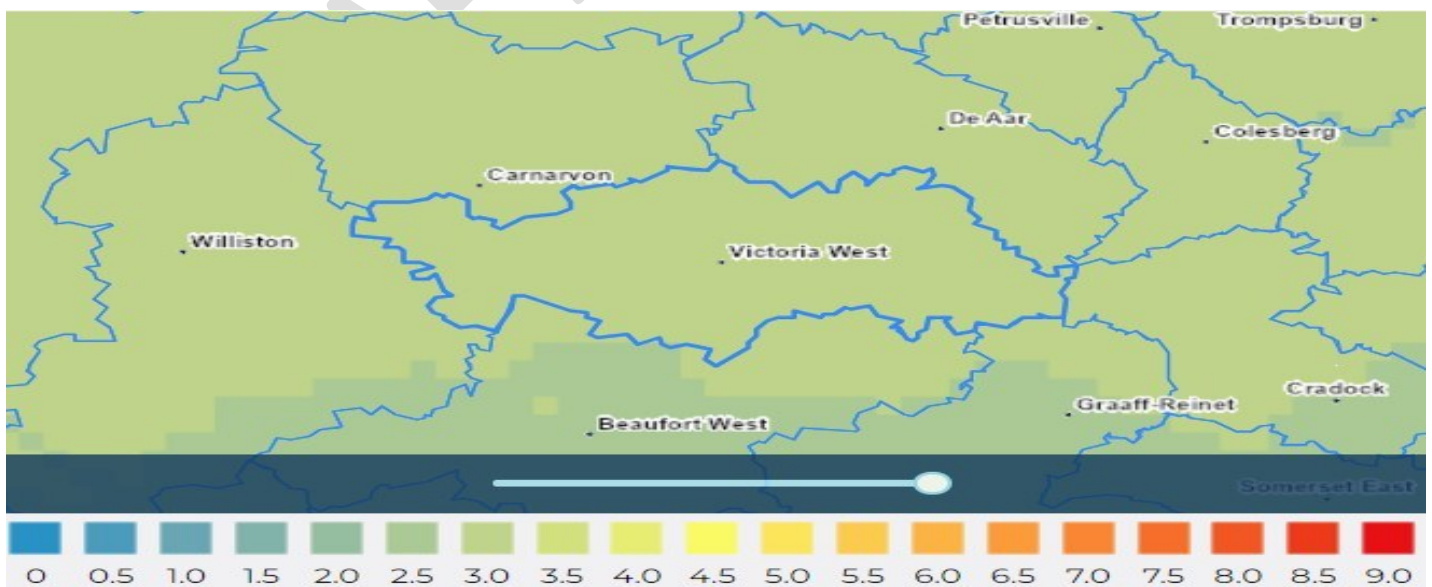 Petrusville
Trompsburg
De Aar
Colesberg
Carnarvon
Williston
Victoria West
Cradock
Graaff-Reinet
Beaufort West
Somerset East
0 0.5 1.0 1.5 2.0 2.5 3.0 3.5 4.0 4.5 5.0 5.5 6.0 6.5 7.0 7.5 8.0 8.5 9.0